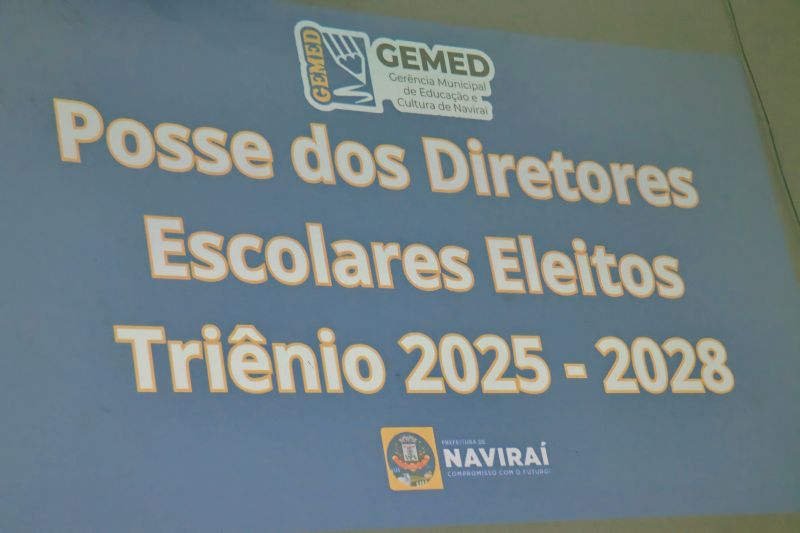 GEMED
GEMED
Gerência Municipal
de Educação e
Cultura de Naviraí
Posse dos Diretores
Escolares Eleitos
Triênio 2025 - 2028
PREFEITURA DE
NAVIRAÍ
COMPROMISSO COM O FUTURO!